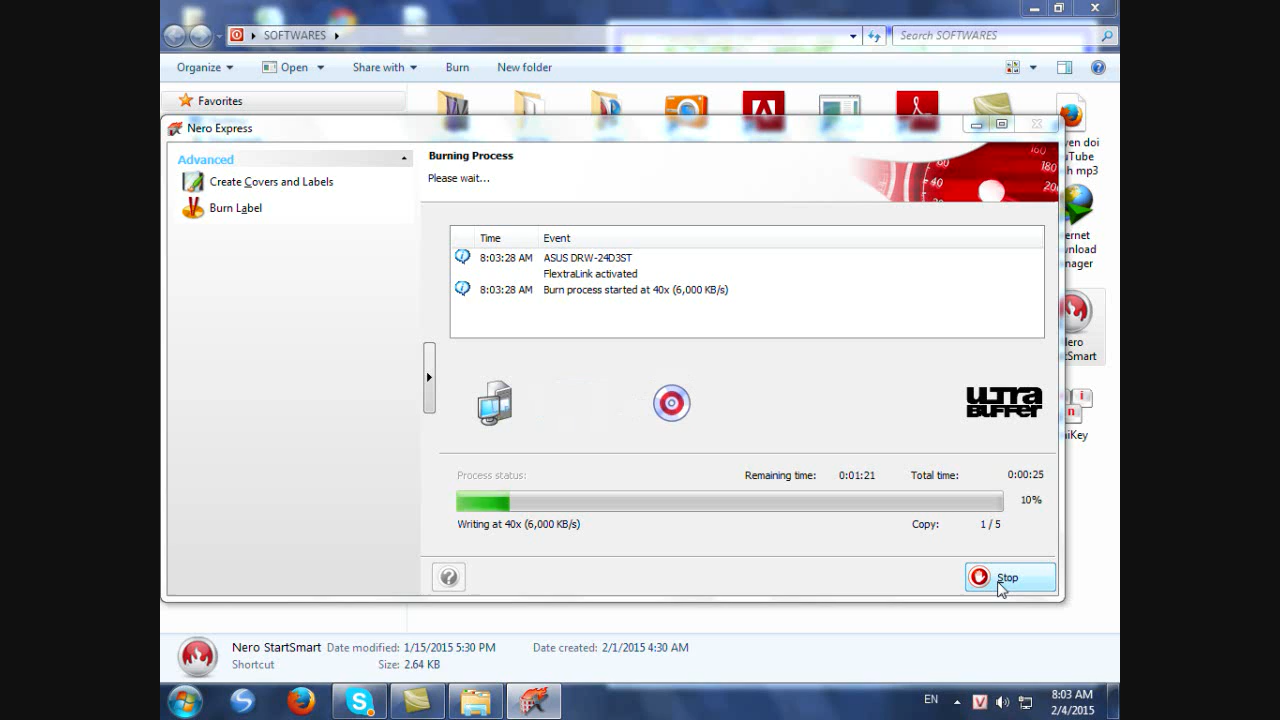 SOFTWARES
Search SOFTWARES
Organize
Open
Share with
Burn
New folder
Favorites
Nero Express
Advanced
Create Covers and Labels
Burn Label
Burning Process
Please wait...
Time Event
8:03:28 AM ASUS DRW-24D3ST
FlextraLink activated
8:03:28 AM Burn process started at 40x (6,000 KB/s)
ULTRA
BUFFER
Process status:
Remaining time: 0:01:21 Total time: 0:00:25
10%
Writing at 40x (6,000 KB/s)
Copy: 1 / 5
Stop
Nero StartSmart Date modified: 1/15/2015 5:30 PM Date created: 2/1/2015 4:30 AM
Shortcut Size: 2.64 KB
EN
8:03 AM
2/4/2015